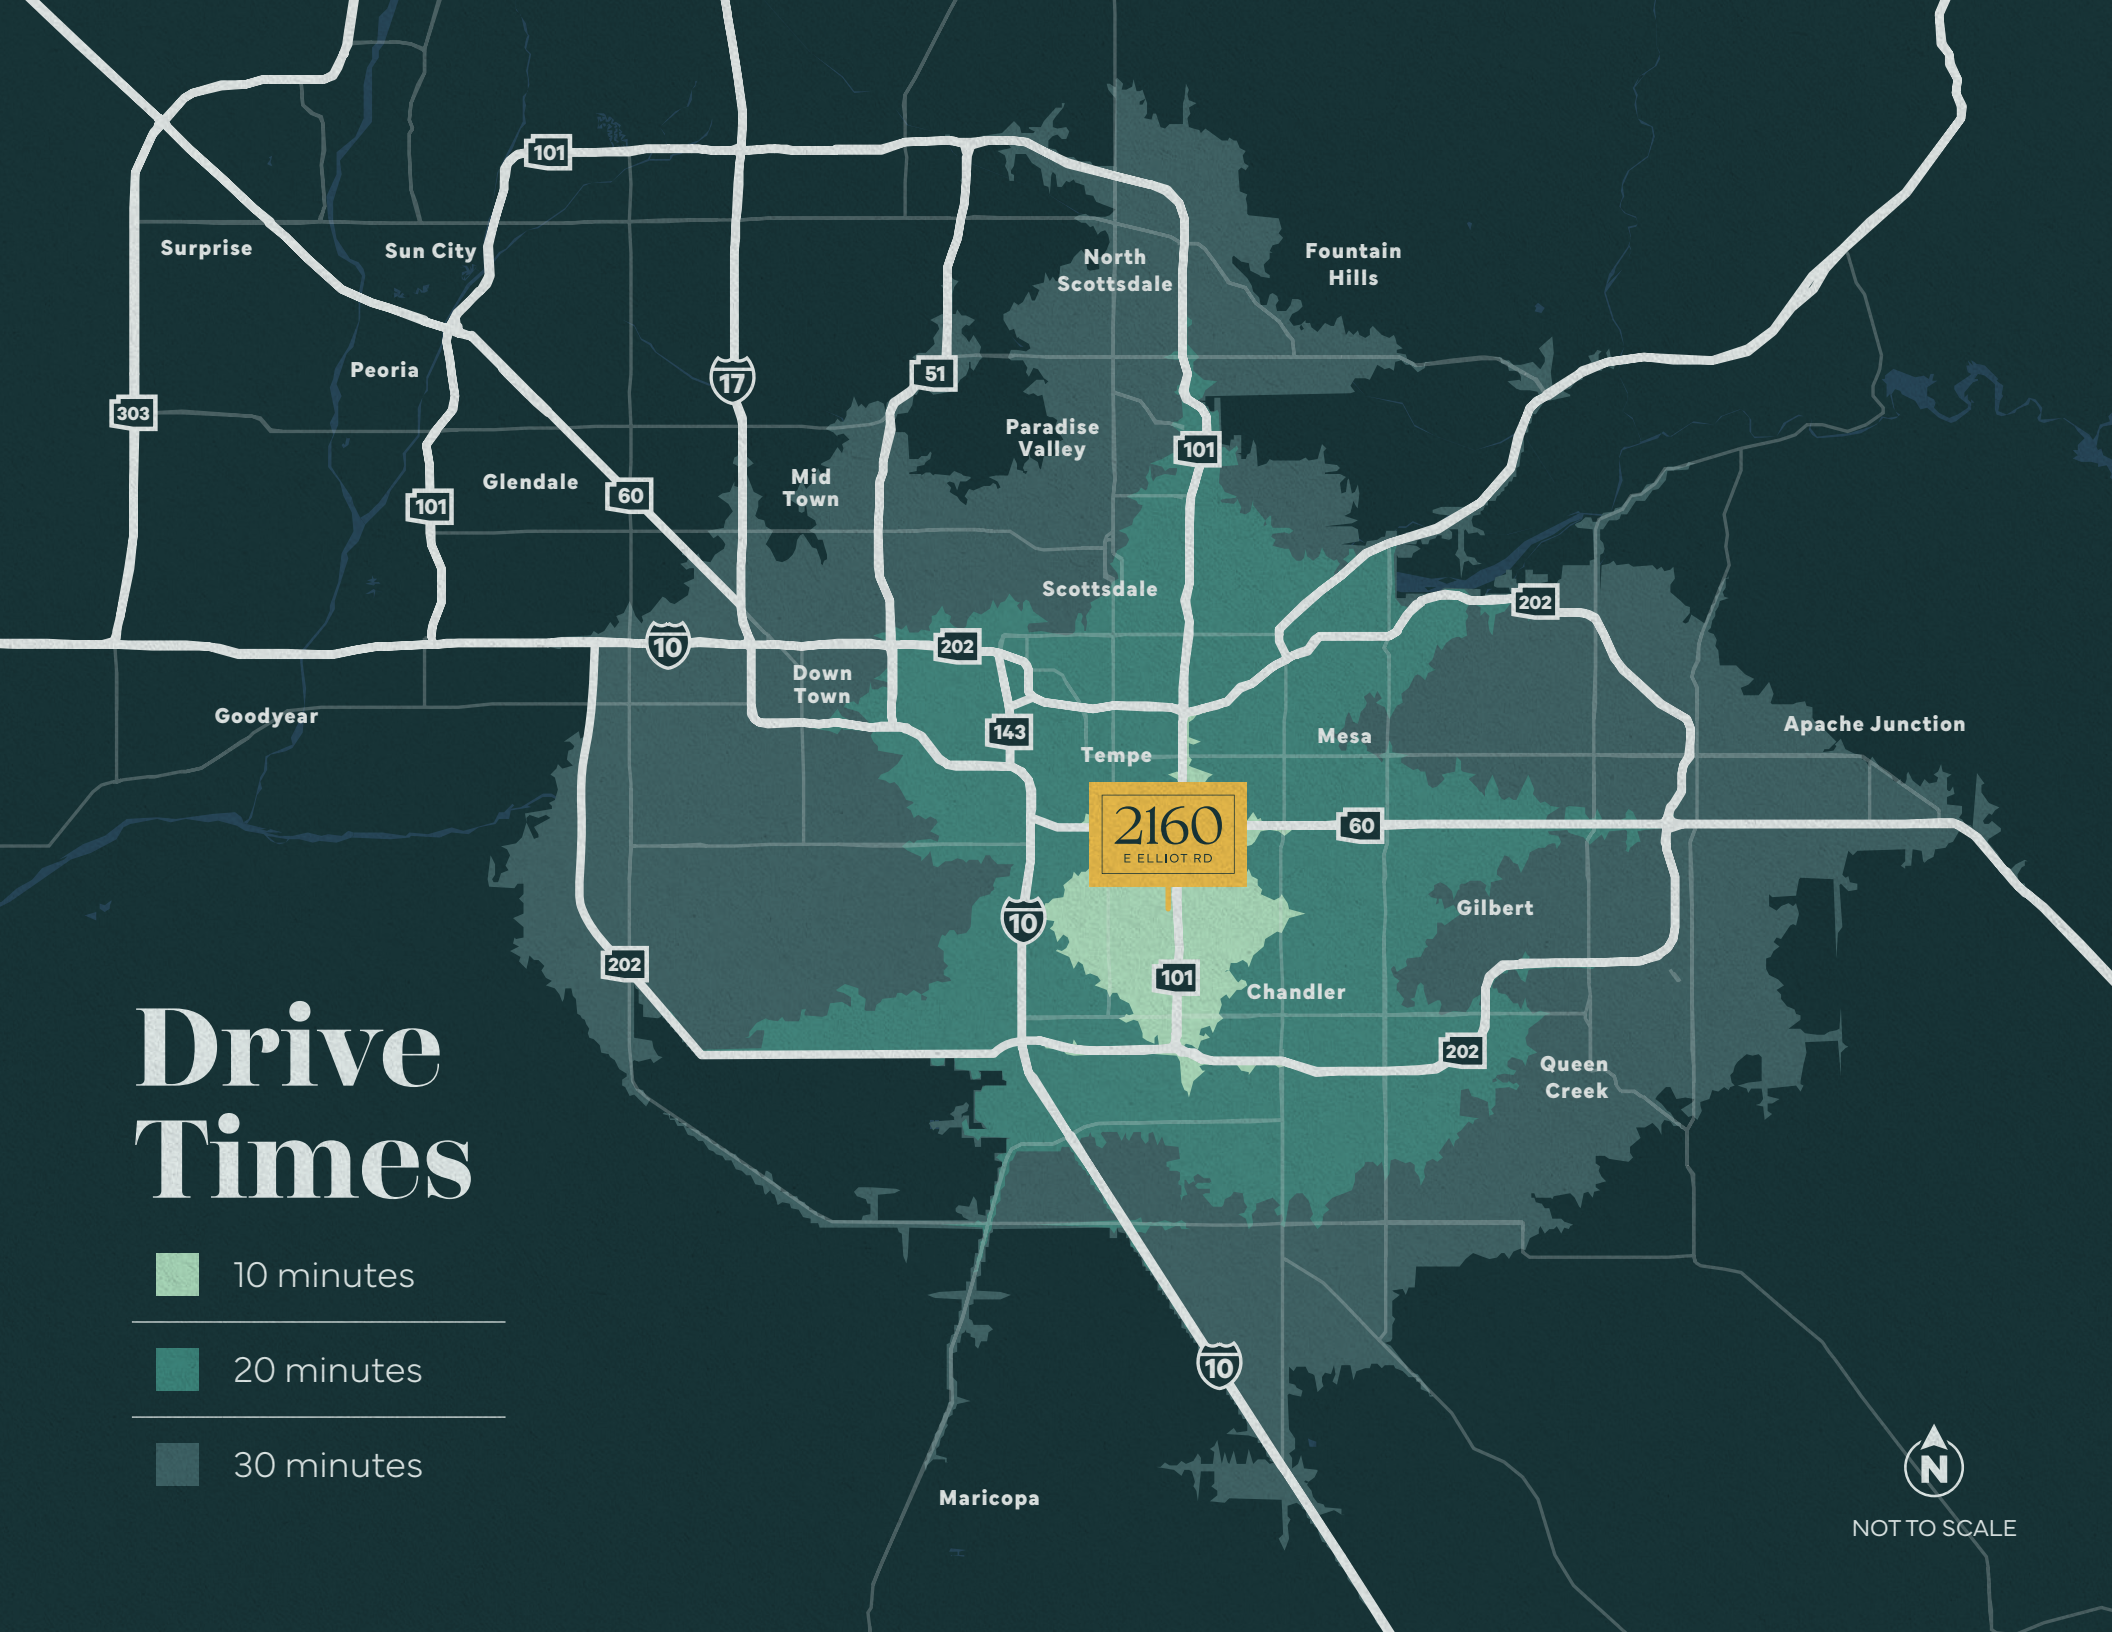 101
Surprise
Sun City
North
Scottsdale
Fountain
Hills
Peoria
17
51
303
Paradise
Valley
101
Glendale
60
Mid
Town
101
Scottsdale
202
10
202
Down
Town
Goodyear
143
Tempe
Mesa
Apache Junction
2160
E ELLIOT RD
60
10
Gilbert
202
101
Chandler
202
Queen
Creek
Drive
Times
10 minutes
20 minutes
30 minutes
10
Maricopa
N
NOT TO SCALE